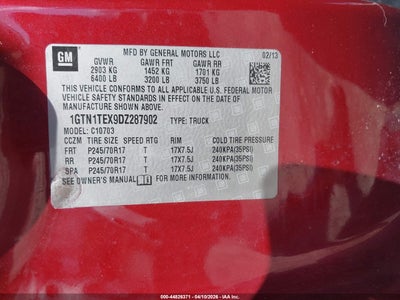 GM
MFD BY GENERAL MOTORS LLC 02/13
GVWR GAWR FRT GAWR RR
2903 KG 1452 KG 1701 KG
6400 LB 3200 LB 3750 LB
THIS VEHICLE CONFORMS TO ALL APPLICABLE U.S. FEDERAL MOTOR
VEHICLE SAFETY AND BUMPER STANDARDS IN EFFECT ON THE DATE OF
MANUFACTURE SHOWN ABOVE.
1GTN1TEX9DZ287902 TYPE: TRUCK
MODEL: C10703
CCZM TIRE SIZE SPEED RTG RIM COLD TIRE PRESSURE
FRT P245/70R17 T 17X7.5J 240KPA(35PSI)
RR P245/70R17 T 17X7.5J 240KPA(35PSI)
SPA P245/70R17 T 17X7.5J 240KPA(35PSI)
SEE OWNER'S MANUAL FOR MORE INFORMATION.
© 000-44828371 - 04/10/2026 - IAA, Inc.